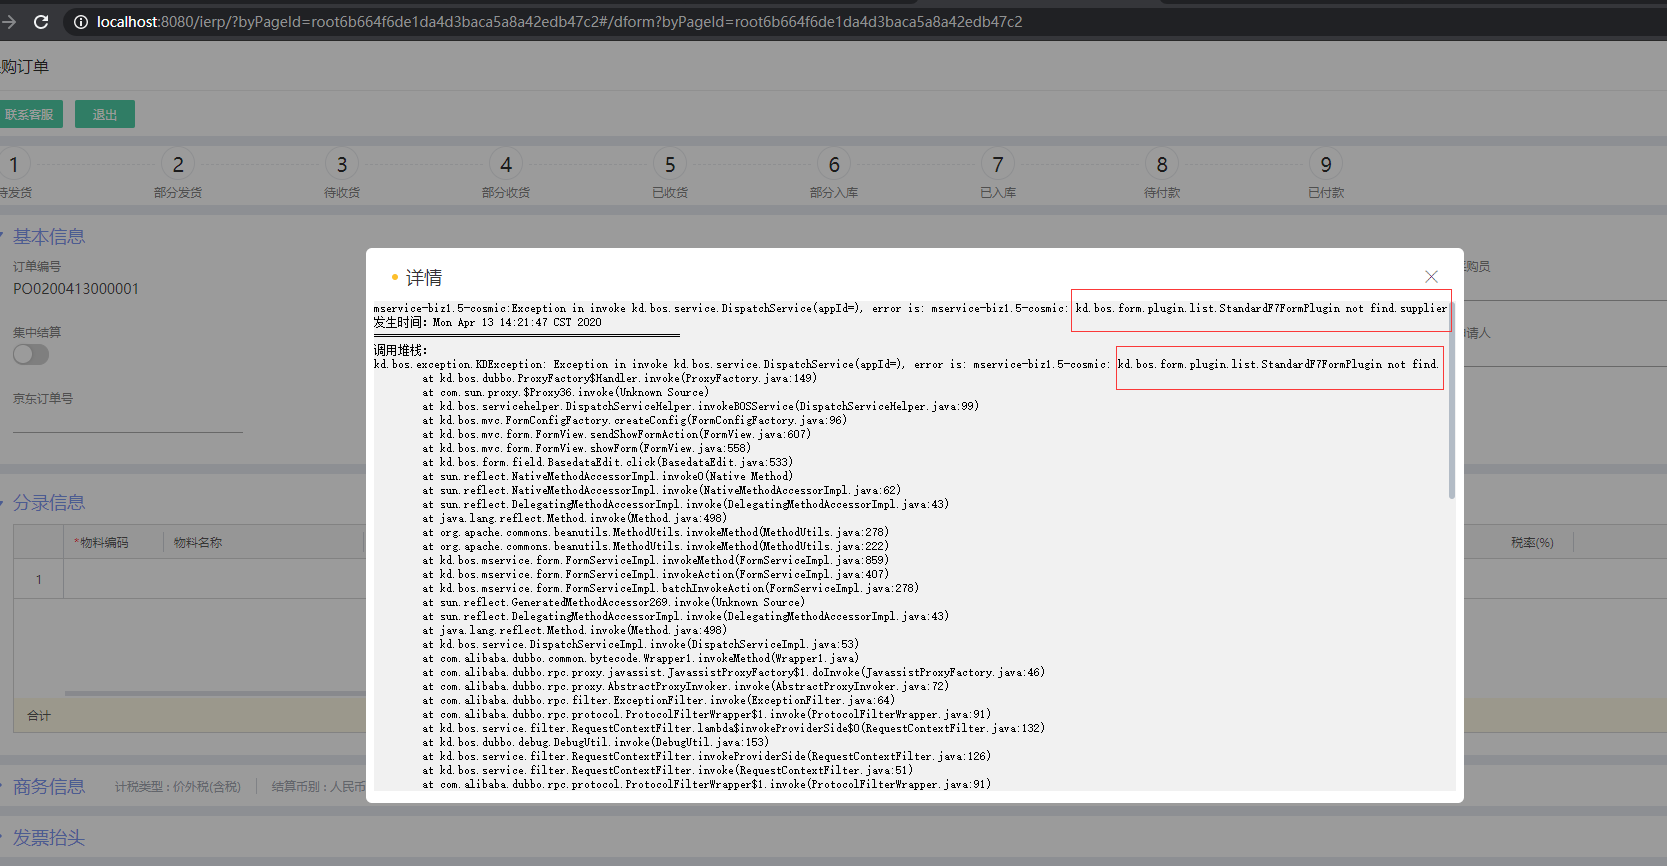 localhost:8080/ierp/?byPageId=root6b664f6de1da4d3baca5a8a42edb47c2#/dform?byPageId=root6b664f6de1da4d3baca5a8a42edb47c2
购订单
联系客服 退出
1 2 3 4 5 6 7 8 9
待发货 部分发货 待收货 部分收货 已收货 部分入库 已入库 待付款 已付款
基本信息
订单编号
PO0200413000001
购员
集中结算
请人
京东订单号
分录信息
*物料编码 物料名称 税率(%)
1
合计
商务信息 计税类型 : 价外税(含税) 结算币别 : 人民币
发票抬头
详情
mservice-biz1.5-cosmic:Exception in invoke kd.bos.service.DispatchService(appId=), error is: mservice-biz1.5-cosmic: kd.bos.form.plugin.list.StandardF7FormPlugin not find.supplier
发生时间: Mon Apr 13 14:21:47 CST 2020
调用堆栈:
kd.bos.exception.KDException: Exception in invoke kd.bos.service.DispatchService(appId=), error is: mservice-biz1.5-cosmic: kd.bos.form.plugin.list.StandardF7FormPlugin not find.
at kd.bos.dubbo.ProxyFactory$Handler.invoke(ProxyFactory.java:149)
at com.sun.proxy.$Proxy36.invoke(Unknown Source)
at kd.bos.servicehelper.DispatchServiceHelper.invokeBOSService(DispatchServiceHelper.java:99)
at kd.bos.mvc.FormConfigFactory.createConfig(FormConfigFactory.java:96)
at kd.bos.mvc.form.FormView.sendShowFormAction(FormView.java:607)
at kd.bos.mvc.form.FormView.showForm(FormView.java:558)
at kd.bos.form.field.BasedataEdit.click(BasedataEdit.java:533)
at sun.reflect.NativeMethodAccessorImpl.invoke0(Native Method)
at sun.reflect.NativeMethodAccessorImpl.invoke(NativeMethodAccessorImpl.java:62)
at sun.reflect.DelegatingMethodAccessorImpl.invoke(DelegatingMethodAccessorImpl.java:43)
at java.lang.reflect.Method.invoke(Method.java:498)
at org.apache.commons.beanutils.MethodUtils.invokeMethod(MethodUtils.java:278)
at org.apache.commons.beanutils.MethodUtils.invokeMethod(MethodUtils.java:222)
at kd.bos.mservice.form.FormServiceImpl.invokeMethod(FormServiceImpl.java:859)
at kd.bos.mservice.form.FormServiceImpl.invokeAction(FormServiceImpl.java:407)
at kd.bos.mservice.form.FormServiceImpl.batchInvokeAction(FormServiceImpl.java:278)
at sun.reflect.GeneratedMethodAccessor269.invoke(Unknown Source)
at sun.reflect.DelegatingMethodAccessorImpl.invoke(DelegatingMethodAccessorImpl.java:43)
at java.lang.reflect.Method.invoke(Method.java:498)
at kd.bos.service.DispatchServiceImpl.invoke(DispatchServiceImpl.java:53)
at com.alibaba.dubbo.common.bytecode.Wrapper1.invokeMethod(Wrapper1.java)
at com.alibaba.dubbo.rpc.proxy.javassist.JavassistProxyFactory$1.doInvoke(JavassistProxyFactory.java:46)
at com.alibaba.dubbo.rpc.proxy.AbstractProxyInvoker.invoke(AbstractProxyInvoker.java:72)
at com.alibaba.dubbo.rpc.filter.ExceptionFilter.invoke(ExceptionFilter.java:64)
at com.alibaba.dubbo.rpc.protocol.ProtocolFilterWrapper$1.invoke(ProtocolFilterWrapper.java:91)
at kd.bos.service.filter.RequestContextFilter.lambda$invokeProviderSide$0(RequestContextFilter.java:132)
at kd.bos.dubbo.debug.DebugUtil.invoke(DebugUtil.java:153)
at kd.bos.service.filter.RequestContextFilter.invokeProviderSide(RequestContextFilter.java:126)
at kd.bos.service.filter.RequestContextFilter.invoke(RequestContextFilter.java:51)
at com.alibaba.dubbo.rpc.protocol.ProtocolFilterWrapper$1.invoke(ProtocolFilterWrapper.java:91)